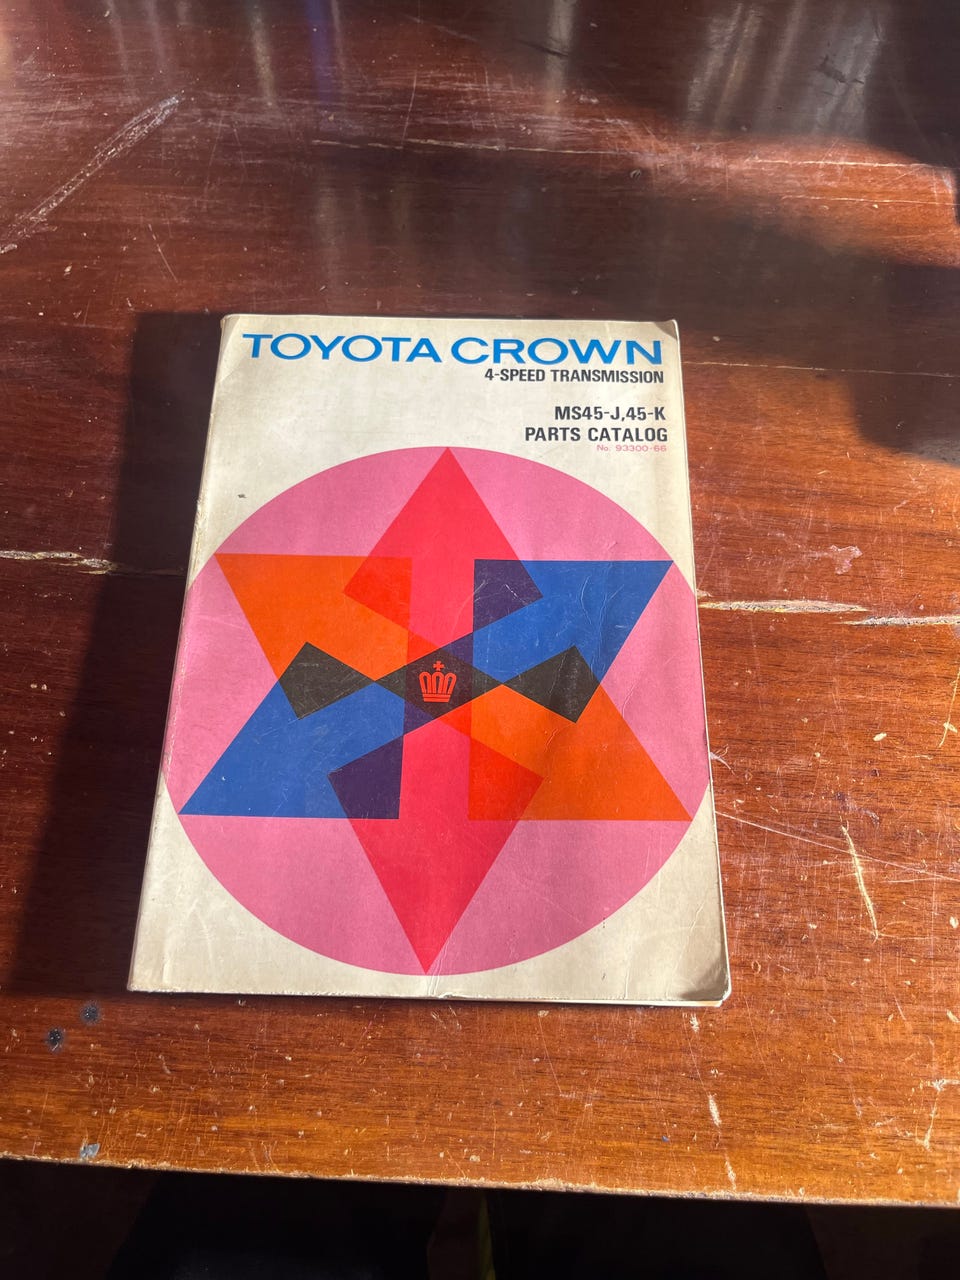 TOYOTA CROWN
4-SPEED TRANSMISSION
MS45-J,45-K
PARTS CATALOG
No. 93300-66